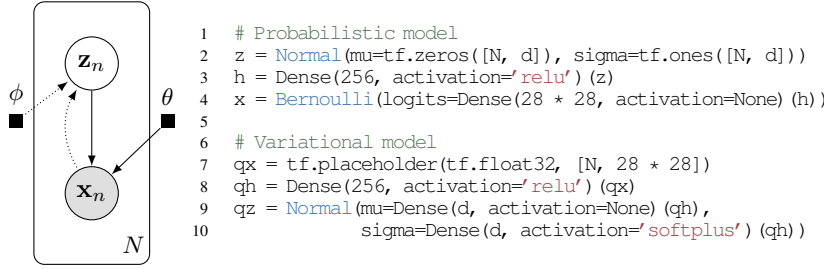 z_n
ϕ
θ
x_n
N
1 # Probabilistic model
2 z = Normal(mu=tf.zeros([N, d]), sigma=tf.ones([N, d]))
3 h = Dense(256, activation='relu')(z)
4 x = Bernoulli(logits=Dense(28 * 28, activation=None)(h))
5
6 # Variational model
7 qx = tf.placeholder(tf.float32, [N, 28 * 28])
8 qh = Dense(256, activation='relu')(qx)
9 qz = Normal(mu=Dense(d, activation=None)(qh),
10 sigma=Dense(d, activation='softplus')(qh))